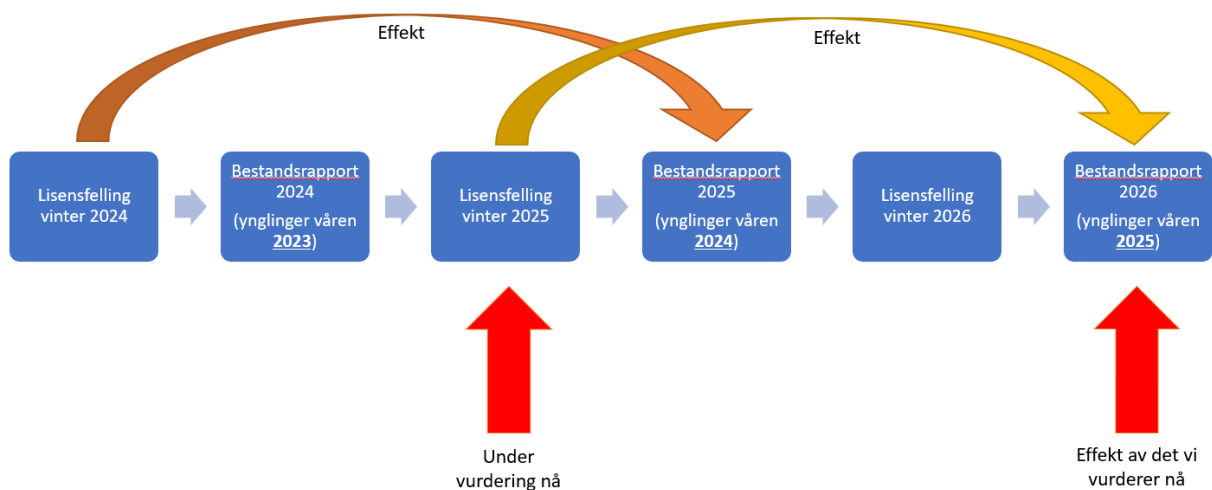 Effekt
Effekt
Lisensfelling
vinter 2024
Bestandsrapport
2024
(ynglinger våren
2023)
Lisensfelling
vinter 2025
Bestandsrapport
2025
(ynglinger våren
2024)
Lisensfelling
vinter 2026
Bestandsrapport
2026
(ynglinger våren
2025)
Under
vurdering nå
Effekt av det vi
vurderer nå